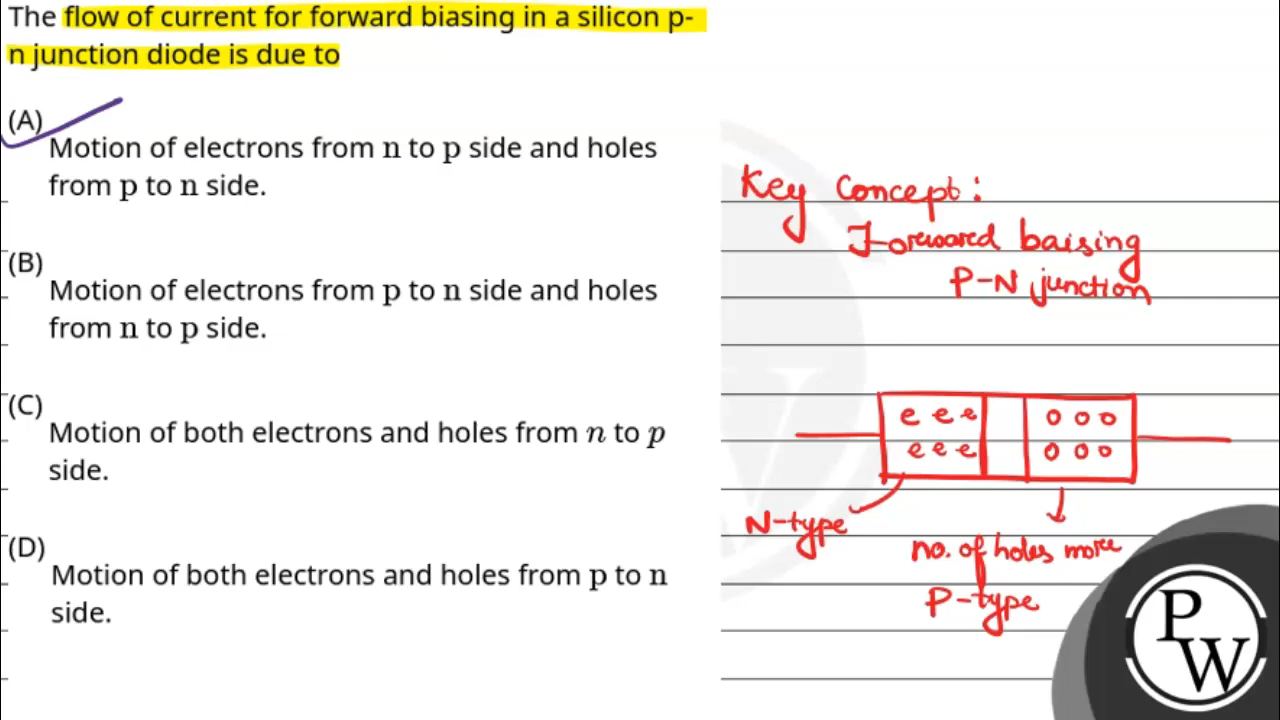 The flow of current for forward biasing in a silicon p-
n junction diode is due to
(A)
Motion of electrons from n to p side and holes
from p to n side.
(B)
Motion of electrons from p to n side and holes
from n to p side.
(C)
Motion of both electrons and holes from n to p
side.
(D)
Motion of both electrons and holes from p to n
side.
Key Concept:
Forward baising
P-N junction
e e e
e e e
o o o
o o o
N-type
no. of holes more
P-type
P
W